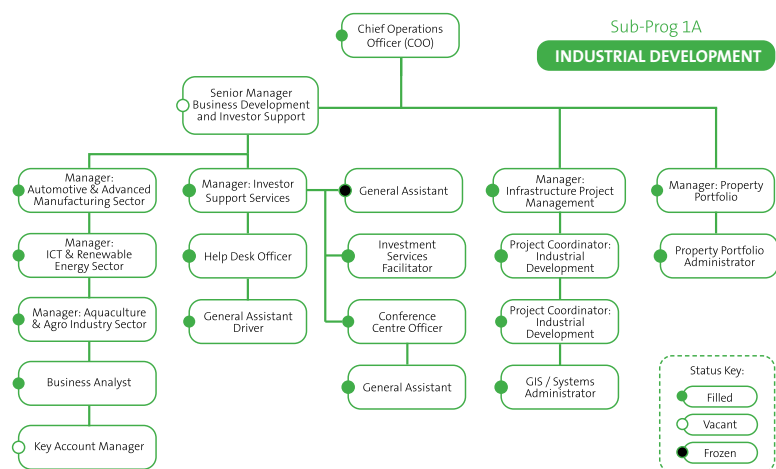 Sub-Prog 1A
INDUSTRIAL DEVELOPMENT
Chief Operations
Officer (COO)
Senior Manager
Business Development
and Investor Support
Manager:
Automotive & Advanced
Manufacturing Sector
Manager:
ICT & Renewable
Energy Sector
Manager: Aquaculture
& Agro Industry Sector
Business Analyst
Key Account Manager
Manager: Investor
Support Services
Help Desk Officer
General Assistant
Driver
General Assistant
Investment
Services
Facilitator
Conference
Centre Officer
General Assistant
Manager:
Infrastructure Project
Management
Project Coordinator:
Industrial
Development
Project Coordinator:
Industrial
Development
GIS / Systems
Administrator
Manager: Property
Portfolio
Property Portfolio
Administrator
Status Key:
Filled
Vacant
Frozen